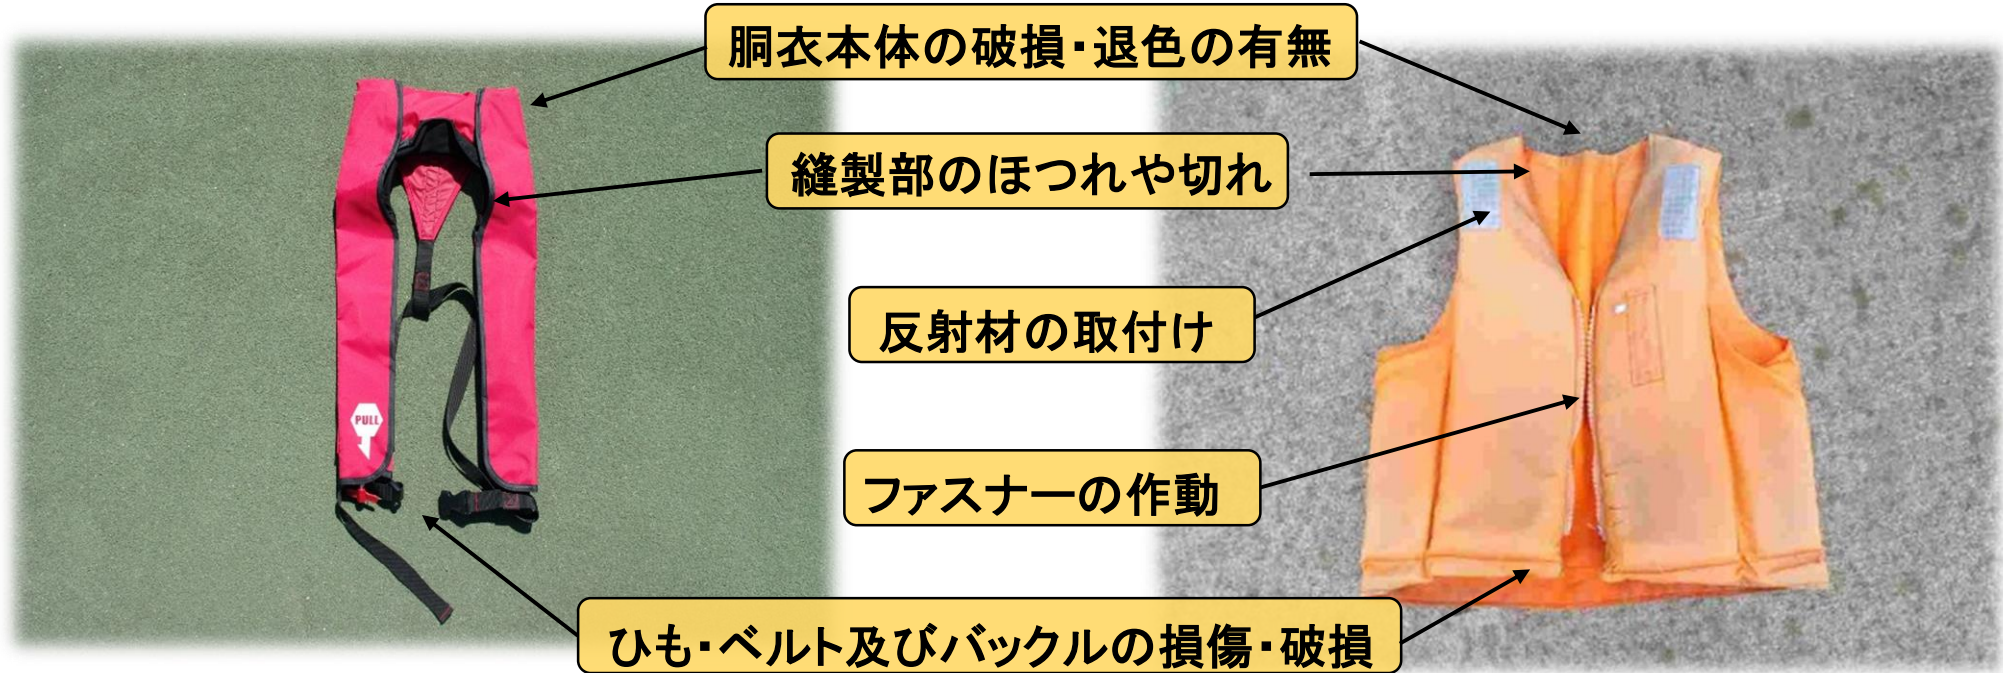 胴衣本体の破損・退色の有無
縫製部のほつれや切れ
反射材の取付け
ファスナーの作動
PULL
ひも・ベルト及びバックルの損傷・破損